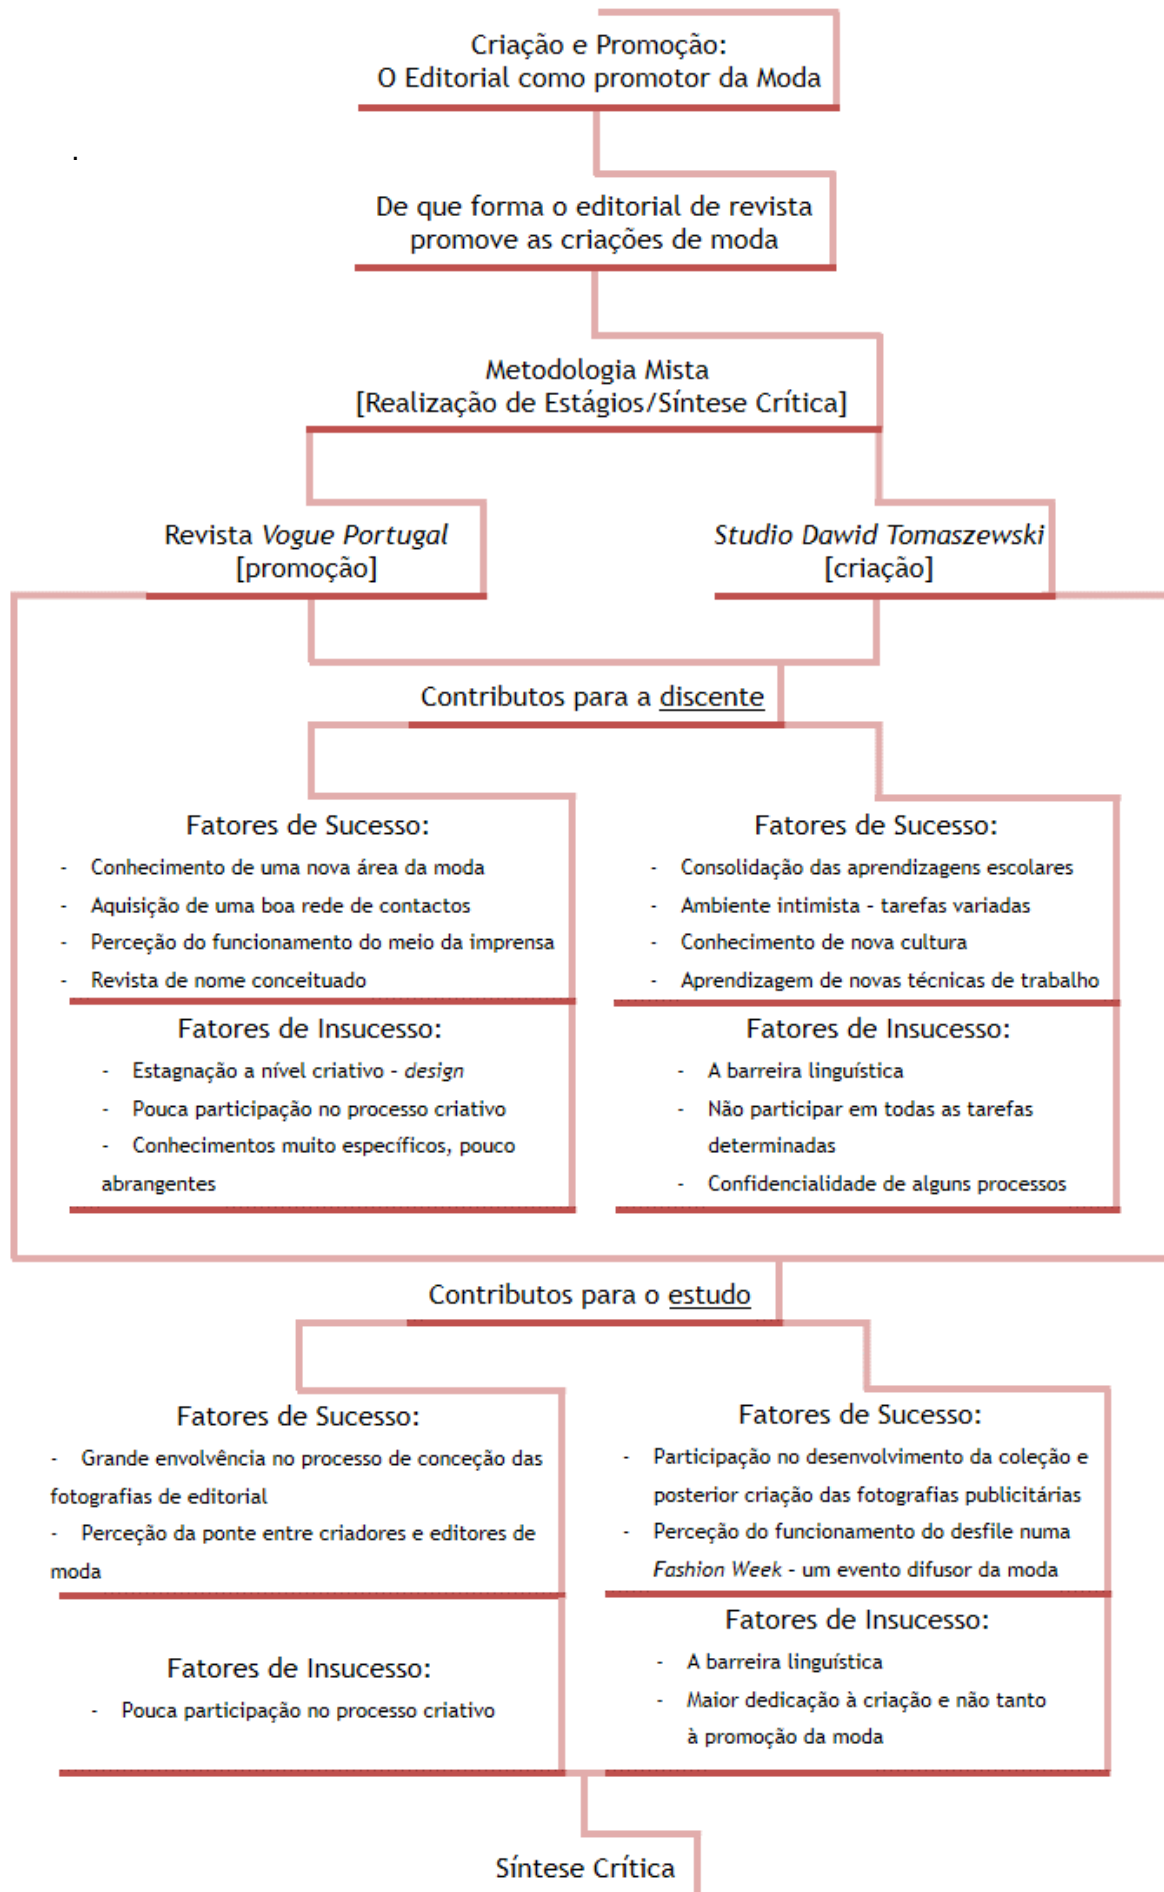 Criação e Promoção:
O Editorial como promotor da Moda
.
De que forma o editorial de revista
promove as criações de moda
Metodologia Mista
[Realização de Estágios/Síntese Crítica]
Revista Vogue Portugal
[promoção]
Studio Dawid Tomaszewski
[criação]
Contributos para a discente
Fatores de Sucesso:
- Conhecimento de uma nova área da moda
- Aquisição de uma boa rede de contactos
- Perceção do funcionamento do meio da imprensa
- Revista de nome conceituado
Fatores de Insucesso:
- Estagnação a nível criativo – design
- Pouca participação no processo criativo
- Conhecimentos muito específicos, pouco
abrangentes
Fatores de Sucesso:
- Consolidação das aprendizagens escolares
- Ambiente intimista – tarefas variadas
- Conhecimento de nova cultura
- Aprendizagem de novas técnicas de trabalho
Fatores de Insucesso:
- A barreira linguística
- Não participar em todas as tarefas
determinadas
- Confidencialidade de alguns processos
Contributos para o estudo
Fatores de Sucesso:
- Grande envolvência no processo de conceção das
fotografias de editorial
- Perceção da ponte entre criadores e editores de
moda
Fatores de Insucesso:
- Pouca participação no processo criativo
Fatores de Sucesso:
- Participação no desenvolvimento da coleção e
posterior criação das fotografias publicitárias
- Perceção do funcionamento do desfile numa
Fashion Week – um evento difusor da moda
Fatores de Insucesso:
- A barreira linguística
- Maior dedicação à criação e não tanto
à promoção da moda
Síntese Crítica